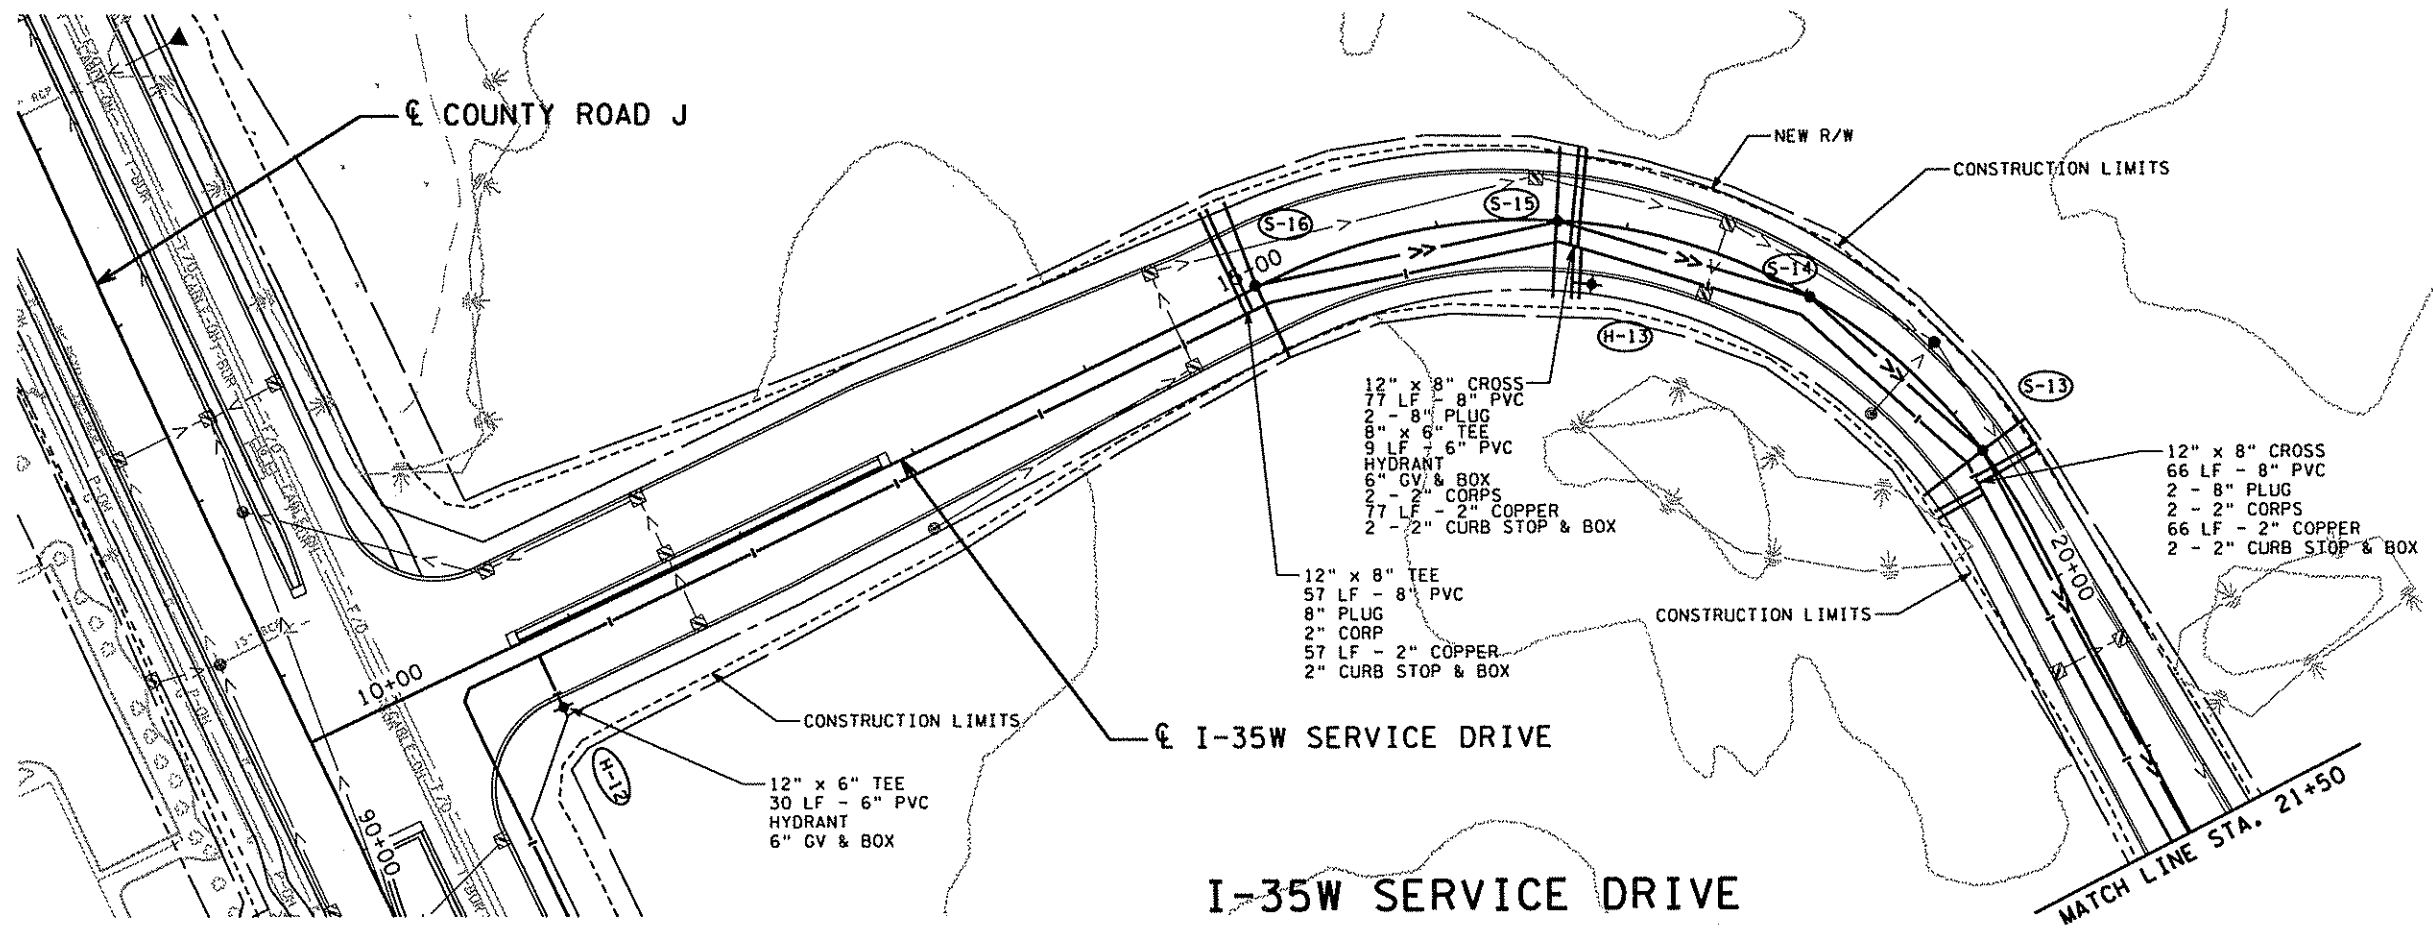 ℄ COUNTY ROAD J
NEW R/W
CONSTRUCTION LIMITS
S-16
S-15
S-14
H-13
S-13
12" x 8" CROSS
77 LF - 8" PVC
2 - 8" PLUG
8" x 6" TEE
9 LF - 6" PVC
HYDRANT
6" GV & BOX
2 - 2" CORPS
77 LF - 2" COPPER
2 - 2" CURB STOP & BOX
12" x 8" CROSS
66 LF - 8" PVC
2 - 8" PLUG
2 - 2" CORPS
66 LF - 2" COPPER
2 - 2" CURB STOP & BOX
12" x 8" TEE
57 LF - 8" PVC
8" PLUG
2" CORP
57 LF - 2" COPPER
2" CURB STOP & BOX
20+00
CONSTRUCTION LIMITS
10+00
CONSTRUCTION LIMITS
℄ I-35W SERVICE DRIVE
H-12
12" x 6" TEE
30 LF - 6" PVC
HYDRANT
6" GV & BOX
90+00
I-35W SERVICE DRIVE
MATCH LINE STA. 21+50